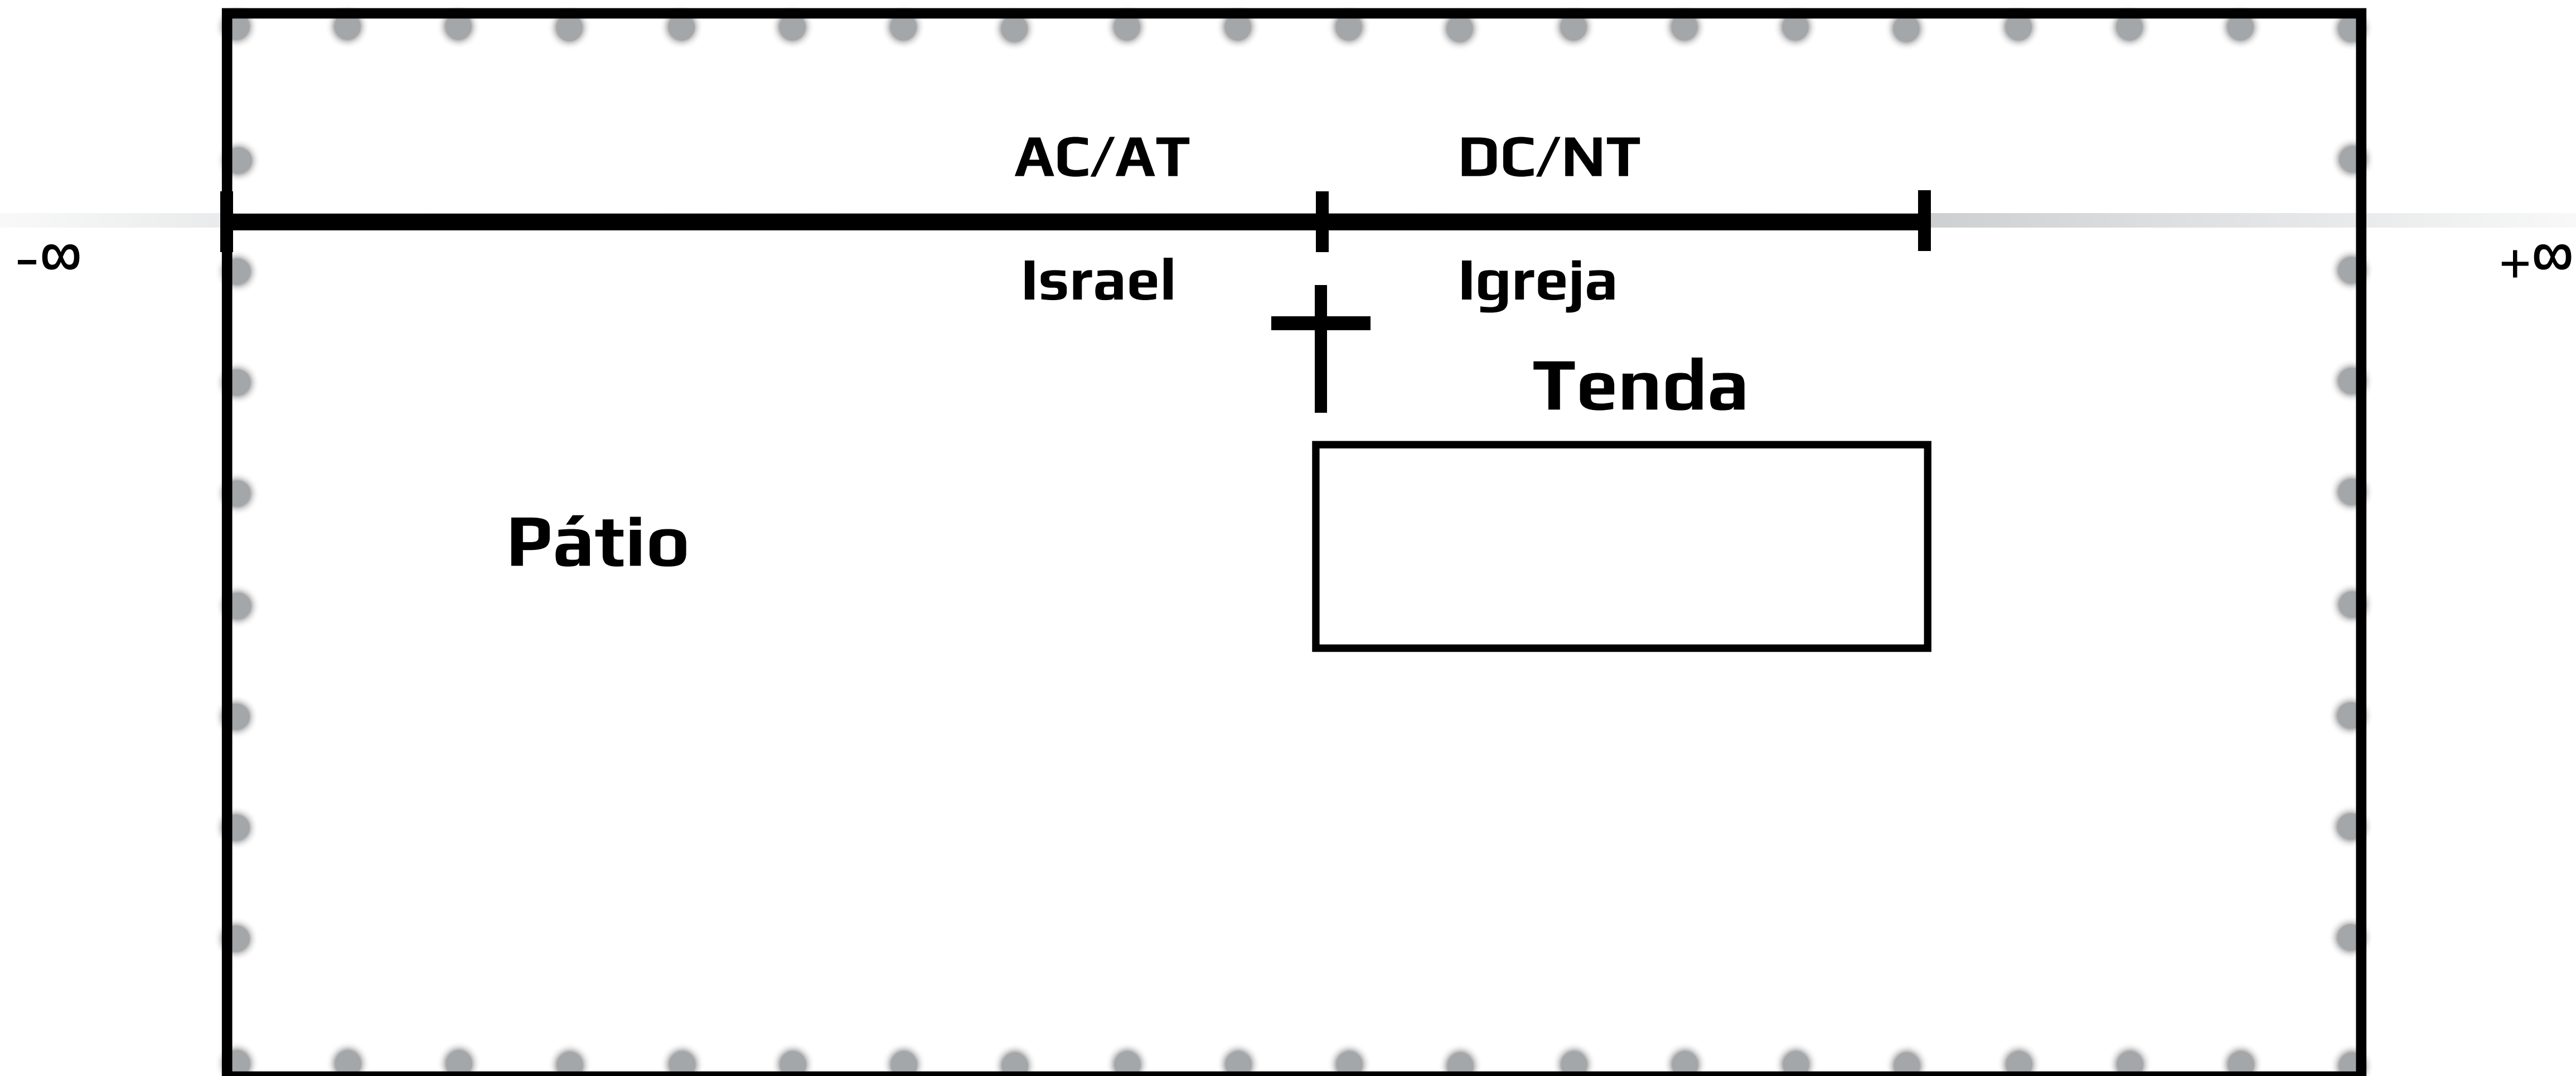 AC/AT
DC/NT
-∞
+∞
Israel
Igreja
Tenda
Pátio